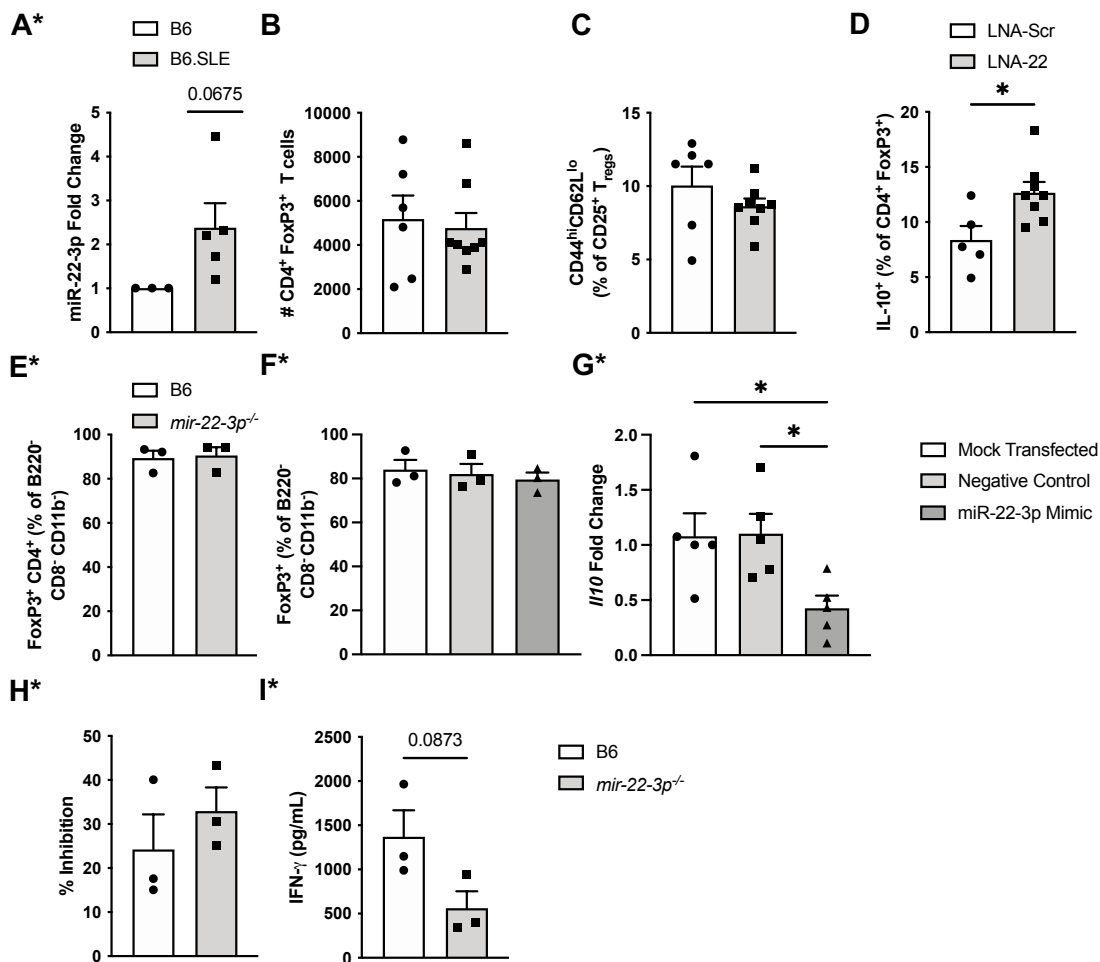 A*
B6
B6.SLE
0.0675
miR-22-3p Fold Change
5
4
3
2
1
0
B
# CD4⁺ FoxP3⁺ T cells
10000
8000
6000
4000
2000
0
C
CD44ʰⁱCD62Lˡᵒ
(% of CD25⁺ Tregs)
15
10
5
0
D
LNA-Scr
LNA-22
*
IL-10⁺ (% of CD4⁺ FoxP3⁺)
20
15
10
5
0
E*
B6
mir-22-3p⁻/⁻
FoxP3⁺ CD4⁺ (% of B220⁻
CD8⁻ CD11b⁻)
100
80
60
40
20
0
F*
FoxP3⁺ (% of B220⁻
CD8⁻ CD11b⁻)
100
80
60
40
20
0
G*
*
*
Il10 Fold Change
2.0
1.5
1.0
0.5
0.0
Mock Transfected
Negative Control
miR-22-3p Mimic
H*
% Inhibition
50
40
30
20
10
0
I*
0.0873
IFN-γ (pg/mL)
2500
2000
1500
1000
500
0
B6
mir-22-3p⁻/⁻